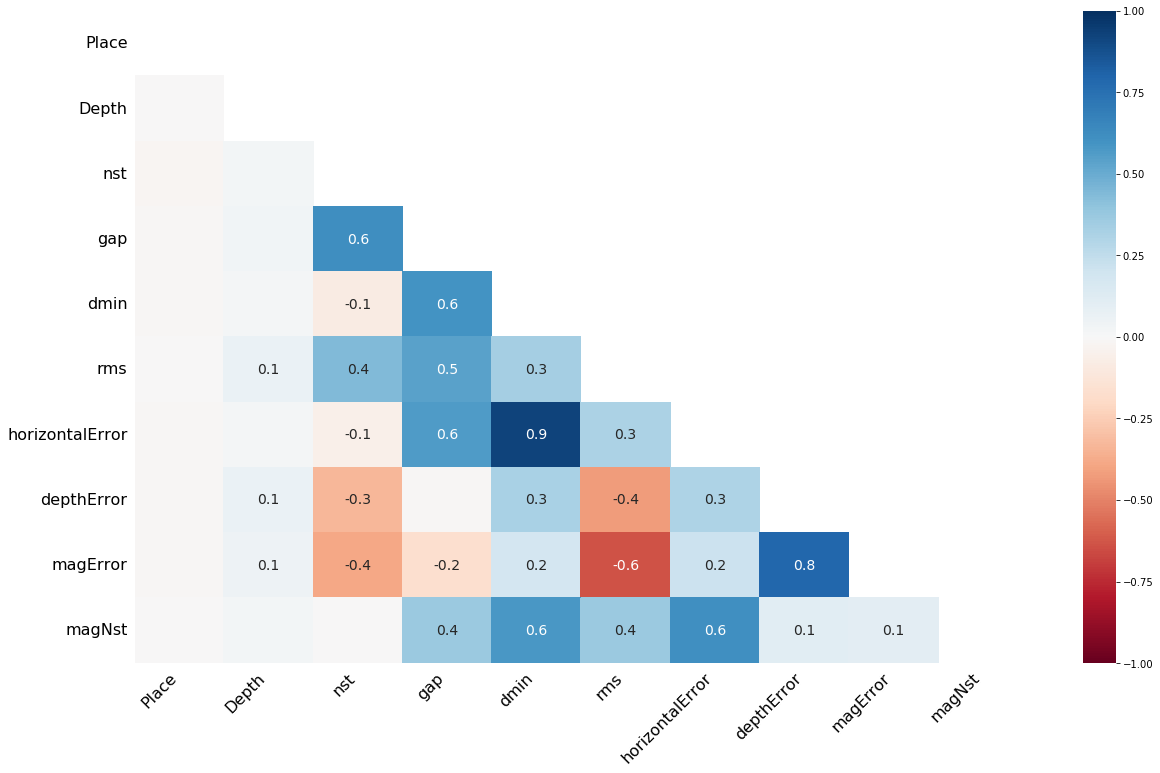 Place
Depth
nst
gap 0.6
dmin -0.1 0.6
rms 0.1 0.4 0.5 0.3
horizontalError -0.1 0.6 0.9 0.3
depthError 0.1 -0.3 0.3 -0.4 0.3
magError 0.1 -0.4 -0.2 0.2 -0.6 0.2 0.8
magNst 0.4 0.6 0.4 0.6 0.1 0.1
Place Depth nst gap dmin rms horizontalError depthError magError magNst
1.00
0.75
0.50
0.25
0.00
-0.25
-0.50
-0.75
-1.00